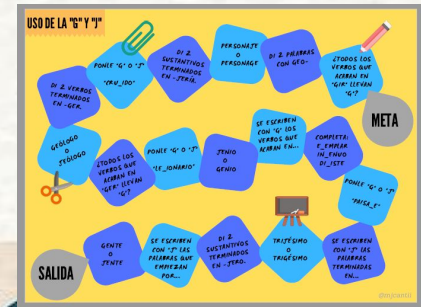 USO DE LA "G" Y "J"
DI 2 VERBOS
TERMINADOS
EN -GER.
PONLE "G" O "J"
"CRU_IDO"
DI 2
SUSTANTIVOS
TERMINADOS
EN -JERÍA.
PERSONAJE
O
PERSONAGE
DI 2 PALABRAS
CON GEO-
¿TODOS LOS
VERBOS QUE
ACABAN EN
"GIR" LLEVAN
"G"?
META
GEÓLOGO
O
JEÓLOGO
¿TODOS LOS
VERBOS QUE
ACABAN EN
"GER" LLEVAN
"G"?
PONLE "G" O "J"
"LE_IONARIO"
JENIO
O
GENIO
SE ESCRIBEN
CON "G" LOS
VERBOS QUE
ACABAN EN...
COMPLETA:
E_EMPLAR
IN_ENUO
DI_ISTE
PONLE "G" O "J"
"PAISA_E"
SALIDA
GENTE
O
JENTE
SE ESCRIBEN
CON "J" LAS
PALABRAS QUE
EMPIEZAN
POR...
DI 2
SUSTANTIVOS
TERMINADOS
EN -JERO.
TRIJÉSIMO
O
TRIGÉSIMO
SE ESCRIBEN
CON "J" LAS
PALABRAS
TERMINADAS
EN...